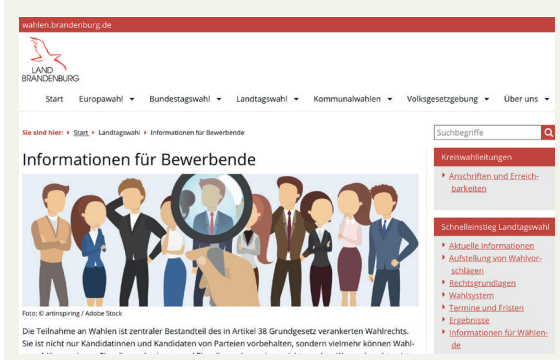 wahlen.brandenburg.de
LAND
BRANDENBURG
Start Europawahl Bundestagswahl Landtagswahl Kommunalwahlen Volksgesetzgebung Über uns
Sie sind hier: Start Landtagswahl Informationen für Bewerbende
Informationen für Bewerbende
Foto: © artinspiring / Adobe Stock
Die Teilnahme an Wahlen ist zentraler Bestandteil des in Artikel 38 Grundgesetz verankerten Wahlrechts.
Sie ist nicht nur Kandidatinnen und Kandidaten von Parteien vorbehalten, sondern vielmehr können Wahl-
Suchbegriffe
Kreiswahlleitungen
Anschriften und Erreich-
barkeiten
Schnelleinstieg Landtagswahl
Aktuelle Informationen
Aufstellung von Wahlvor-
schlägen
Rechtsgrundlagen
Wahlsystem
Termine und Fristen
Ergebnisse
Informationen für Wählen-
de